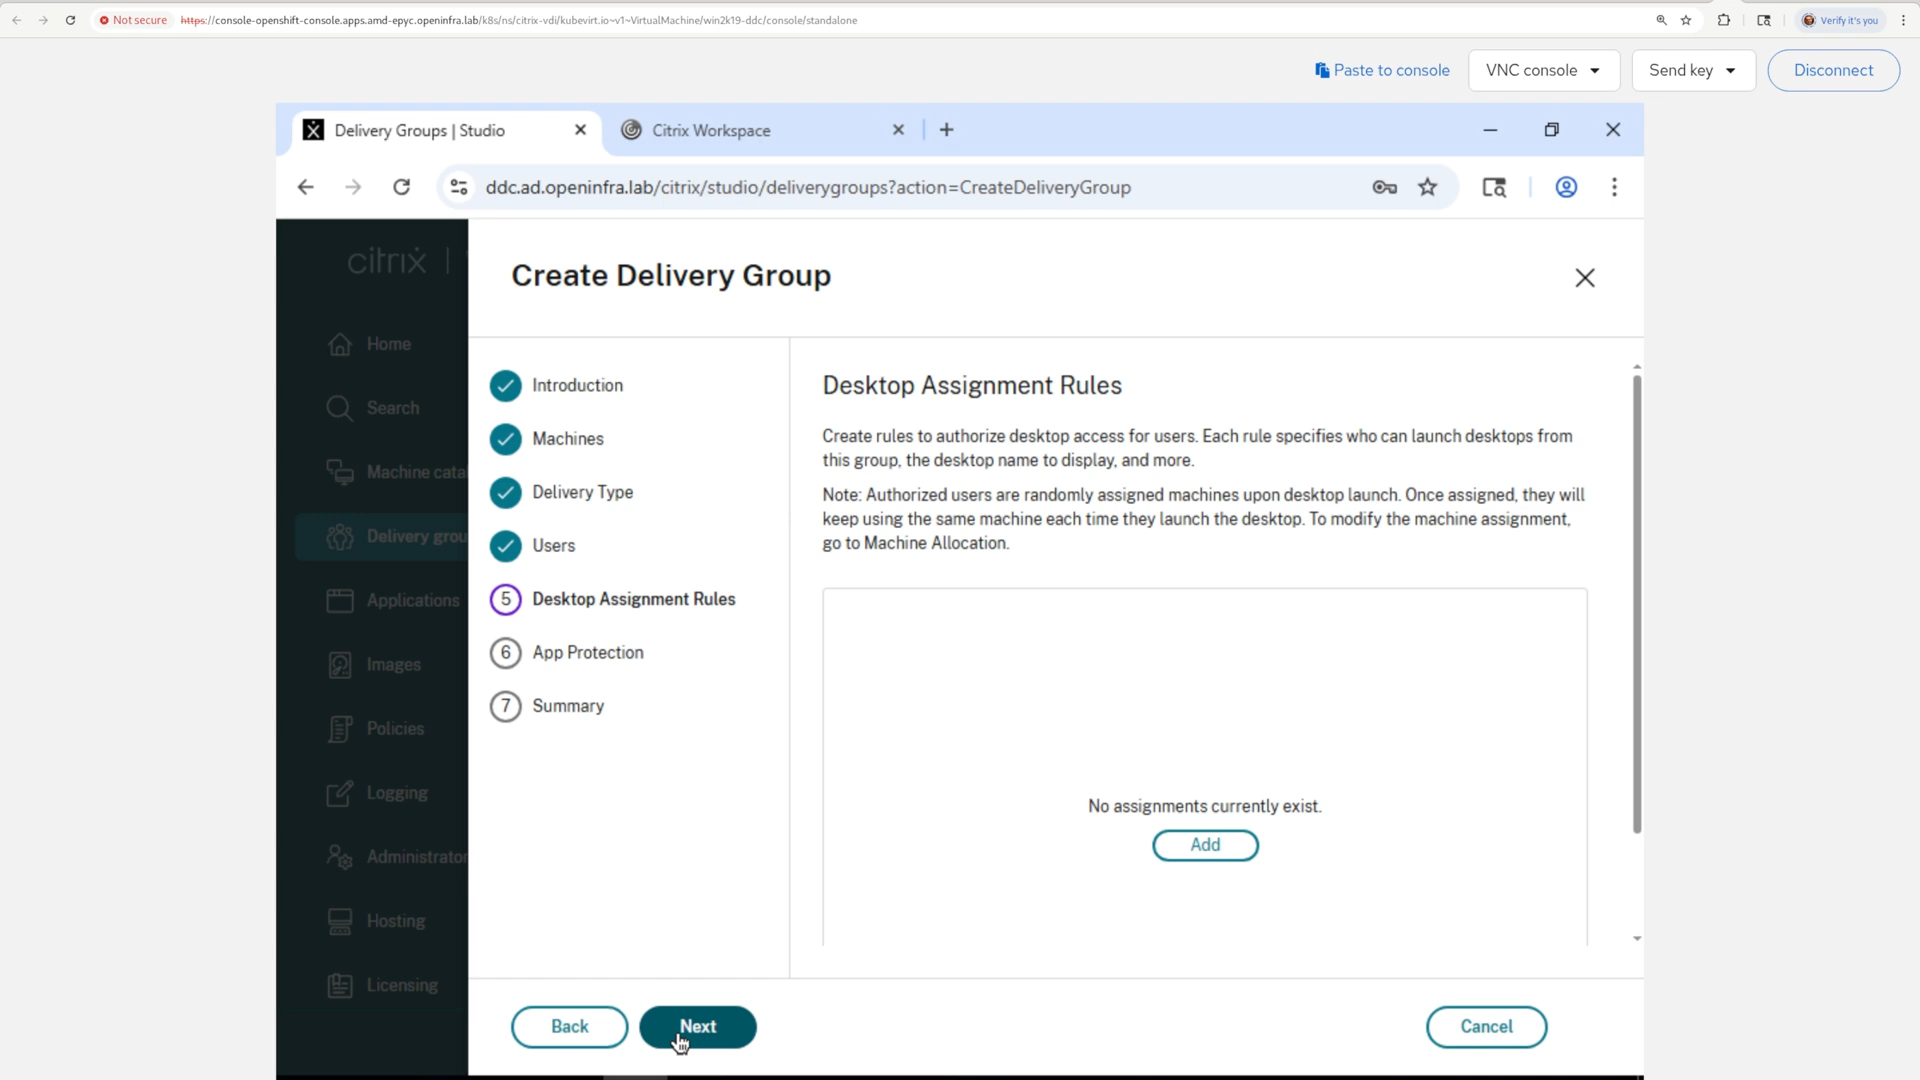 Not secure
https://console-openshift-console.apps.amd-epyc.openinfra.lab/k8s/ns/citrix-vdi/kubevirt.io~v1~VirtualMachine/win2k19-ddc/console/standalone
Verify it's you
Paste to console
VNC console
Send key
Disconnect
Delivery Groups | Studio
Citrix Workspace
ddc.ad.openinfra.lab/citrix/studio/deliverygroups?action=CreateDeliveryGroup
citrix
Home
Search
Machine cata
Delivery grou
Applications
Images
Policies
Logging
Administrator
Hosting
Licensing
Create Delivery Group
Introduction
Machines
Delivery Type
Users
5 Desktop Assignment Rules
6 App Protection
7 Summary
Desktop Assignment Rules
Create rules to authorize desktop access for users. Each rule specifies who can launch desktops from
this group, the desktop name to display, and more.
Note: Authorized users are randomly assigned machines upon desktop launch. Once assigned, they will
keep using the same machine each time they launch the desktop. To modify the machine assignment,
go to Machine Allocation.
No assignments currently exist.
Add
Back
Next
Cancel